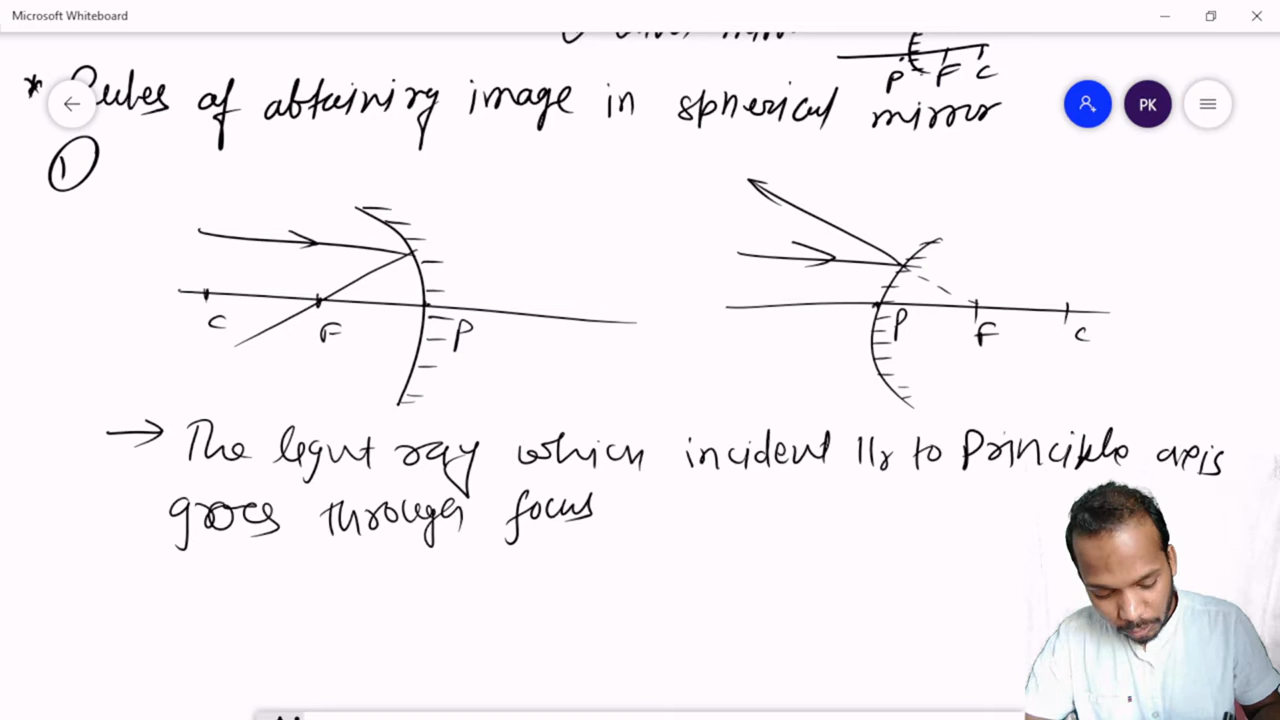 Microsoft Whiteboard
P F C
* Rules of obtaining image in spherical mirror
PK
1
C F P
P F C
→ The light ray which incident ||r to Principle axis
goes through focus